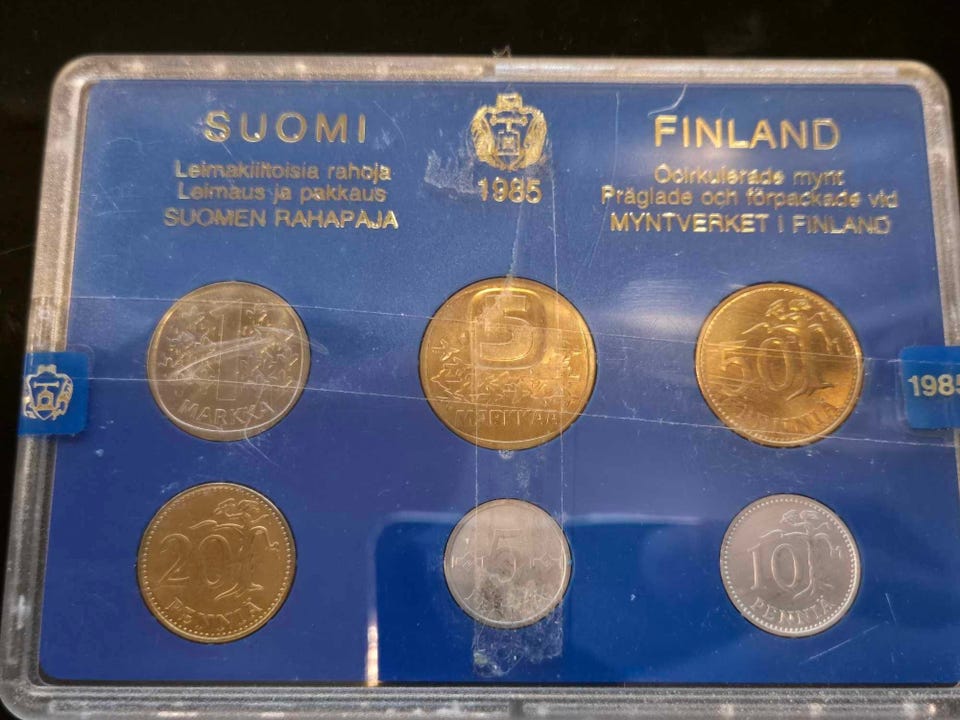 SUOMI
Leimakiiltoisia rahoja
Leimaus ja pakkaus
SUOMEN RAHAPAJA
1985
FINLAND
Ocirkulerade mynt
Präglade och förpackade vid
MYNTVERKET I FINLAND
1
MARKKA
5
MARKKAA
50
PENNIÄ
1985
20
PENNIÄ
5
PENNIÄ
10
PENNIÄ